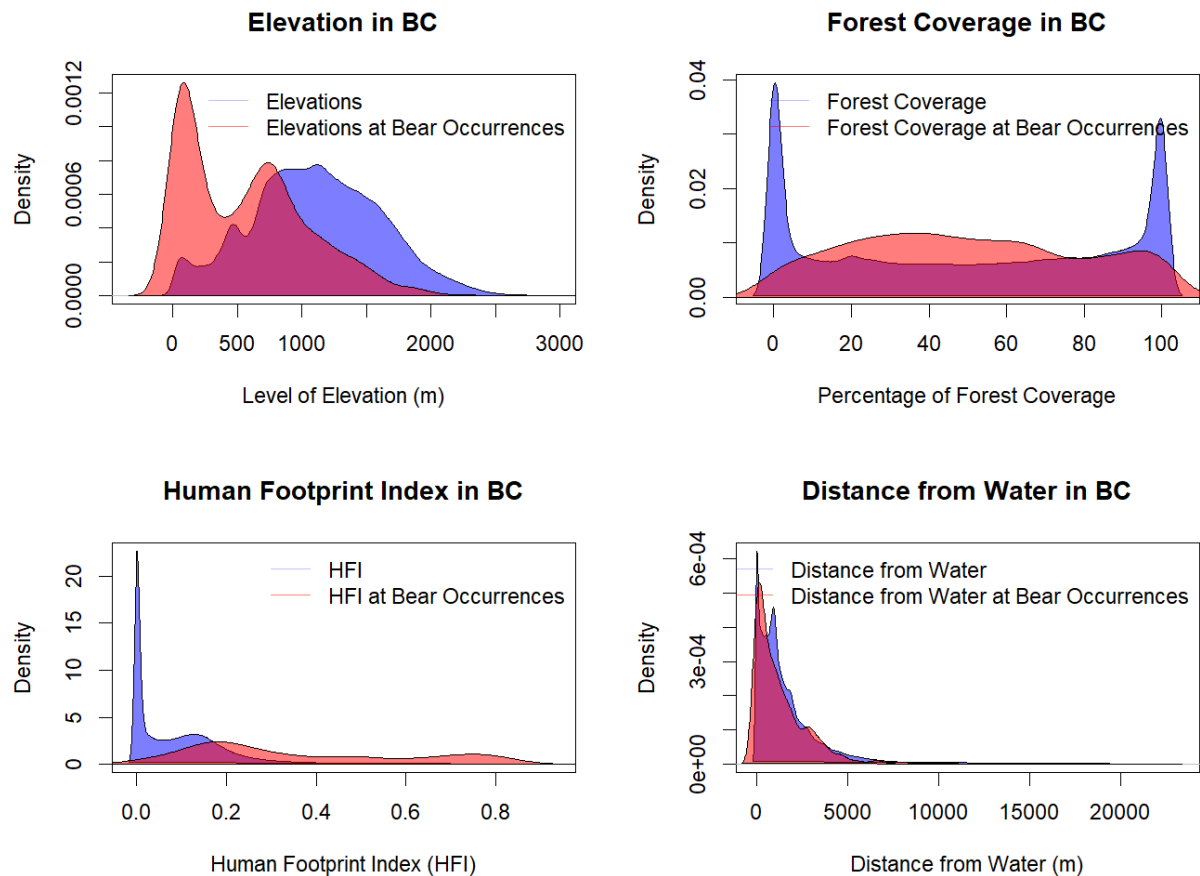 Elevation in BC
Density
0.0000 0.0006 0.0012
Elevations
Elevations at Bear Occurrences
0 500 1000 2000 3000
Level of Elevation (m)
Forest Coverage in BC
Density
0.00 0.02 0.04
Forest Coverage
Forest Coverage at Bear Occurrences
0 20 40 60 80 100
Percentage of Forest Coverage
Human Footprint Index in BC
Density
0 5 10 15 20
HFI
HFI at Bear Occurrences
0.0 0.2 0.4 0.6 0.8
Human Footprint Index (HFI)
Distance from Water in BC
Density
0e+00 3e-04 6e-04
Distance from Water
Distance from Water at Bear Occurrences
0 5000 10000 15000 20000
Distance from Water (m)